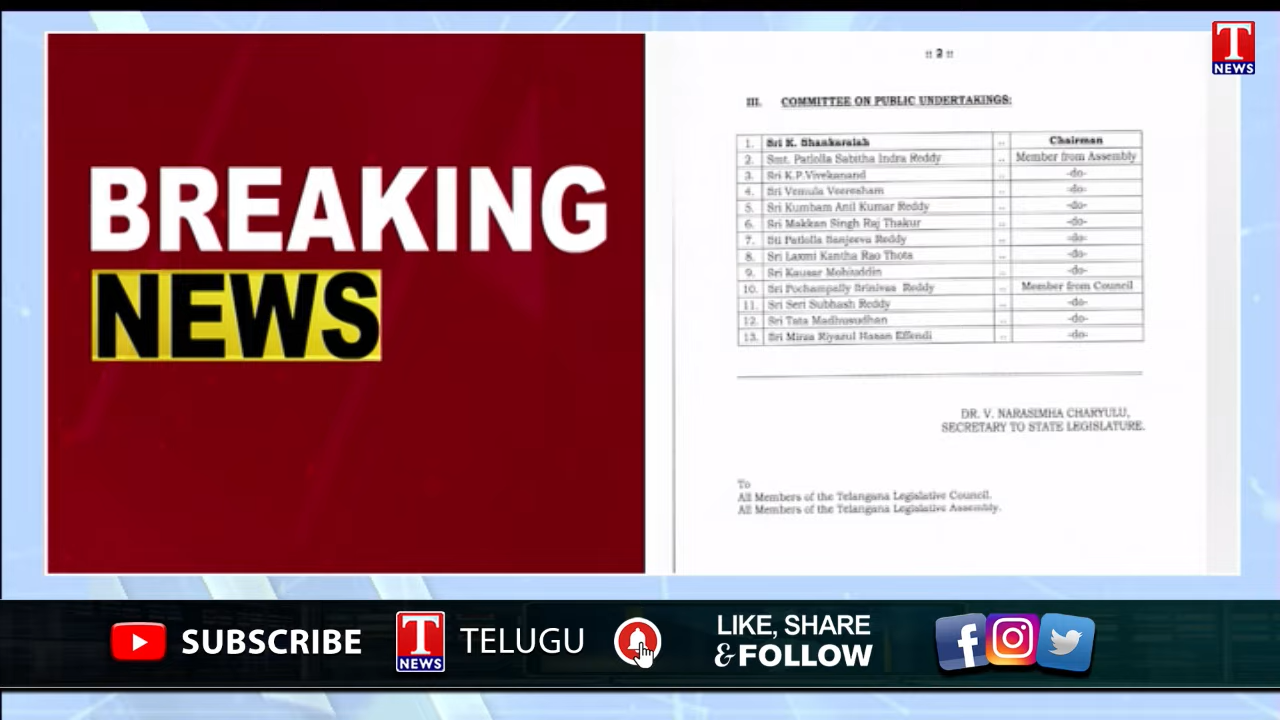 T
NEWS
BREAKING
NEWS
:: 2 ::
III. COMMITTEE ON PUBLIC UNDERTAKINGS:
1. Sri K. Shankaraiah .. Chairman
2. Smt. Patlolla Sabitha Indra Reddy .. Member from Assembly
3. Sri K.P.Vivekanand .. -do-
4. Sri Vemula Veeresham .. -do-
5. Sri Kumbam Anil Kumar Reddy .. -do-
6. Sri Makkan Singh Raj Thakur .. -do-
7. Sti Patlolla Sanjeeva Reddy .. -do-
8. Sri Laxmi Kantha Rao Thota .. -do-
9. Sri Kausar Mohiuddin .. -do-
10. Sri Pochampally Srinivas Reddy .. Member from Council
11. Sri Seri Subhash Reddy .. -do-
12. Sri Tata Madhusudhan .. -do-
13. Sri Mirza Riyazul Hasan Effendi .. -do-
DR. V. NARASIMHA CHARYULU,
SECRETARY TO STATE LEGISLATURE.
To
All Members of the Telangana Legislative Council.
All Members of the Telangana Legislative Assembly.
SUBSCRIBE
T
NEWS
TELUGU
LIKE, SHARE
& FOLLOW